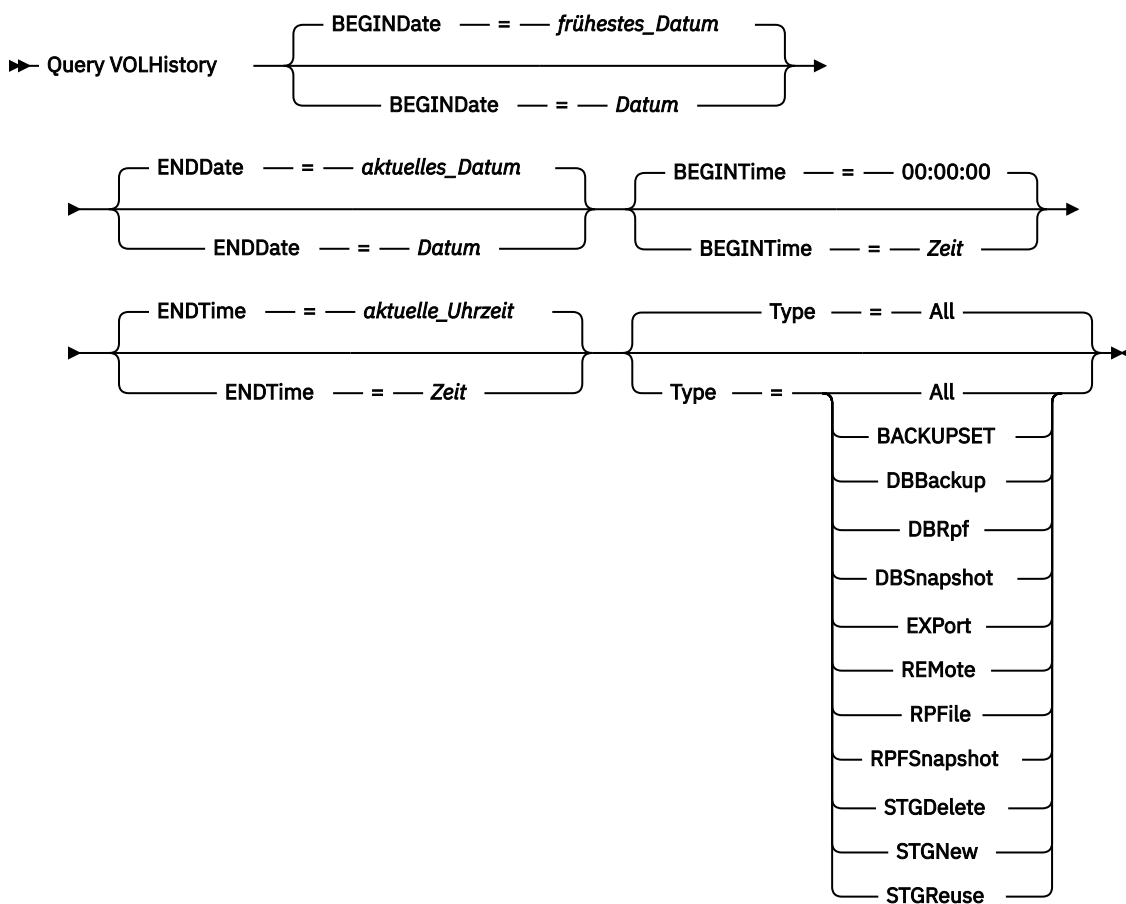 BEGINDate = frühestes_Datum
Query VOLHistory
BEGINDate = Datum
ENDDate = aktuelles_Datum
BEGINTime = 00:00:00
ENDDate = Datum
BEGINTime = Zeit
ENDTime = aktuelle_Uhrzeit
Type = All
ENDTime = Zeit
Type = All
BACKUPSET
DBBackup
DBRpf
DBSnapshot
EXPort
REMote
RPFile
RPFSnapshot
STGDelete
STGNew
STGReuse